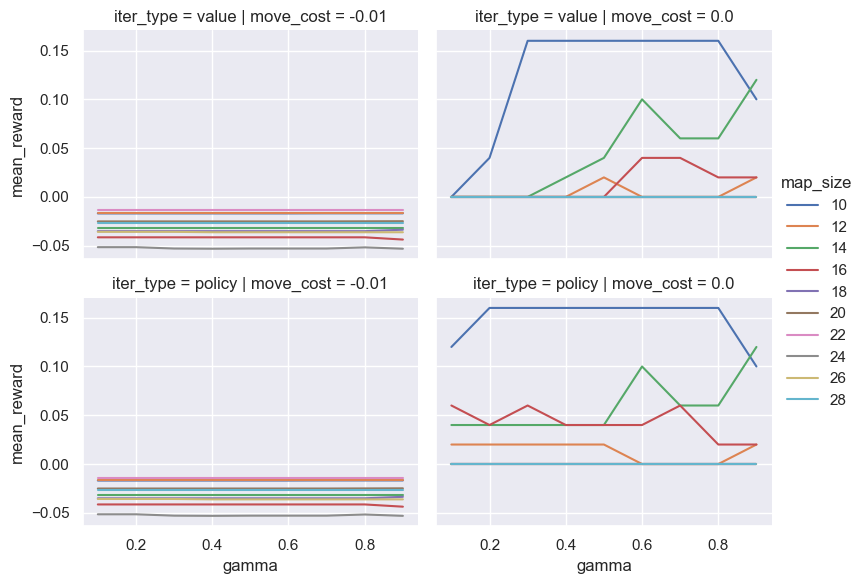 iter_type = value | move_cost = -0.01
iter_type = value | move_cost = 0.0
0.15
0.10
0.05
0.00
−0.05
mean_reward
iter_type = policy | move_cost = -0.01
iter_type = policy | move_cost = 0.0
0.15
0.10
0.05
0.00
−0.05
mean_reward
0.2 0.4 0.6 0.8
gamma
0.2 0.4 0.6 0.8
gamma
map_size
10
12
14
16
18
20
22
24
26
28